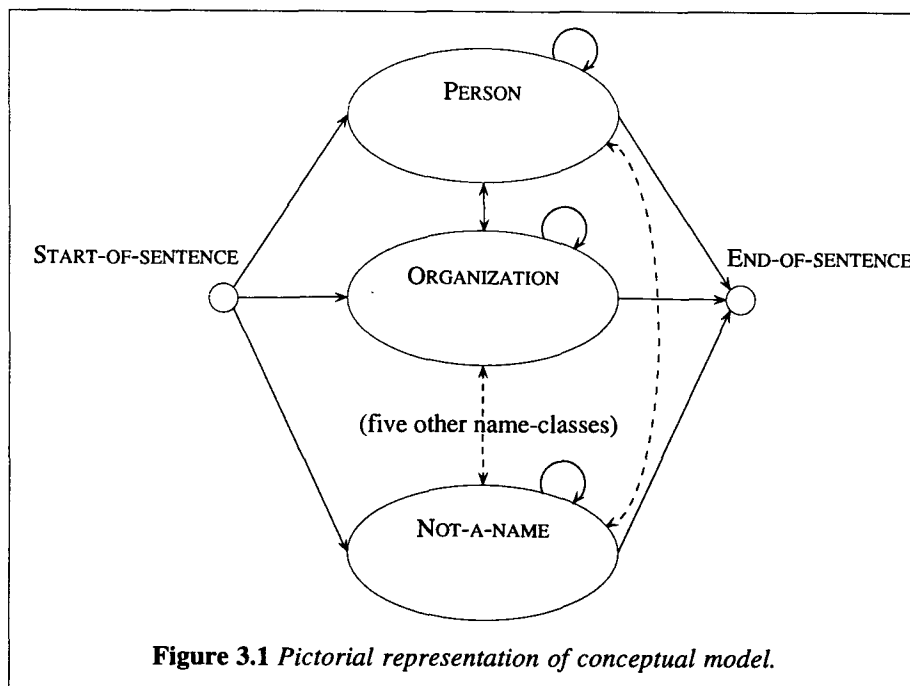 PERSON
START-OF-SENTENCE
END-OF-SENTENCE
ORGANIZATION
(five other name-classes)
NOT-A-NAME
Figure 3.1 Pictorial representation of conceptual model.